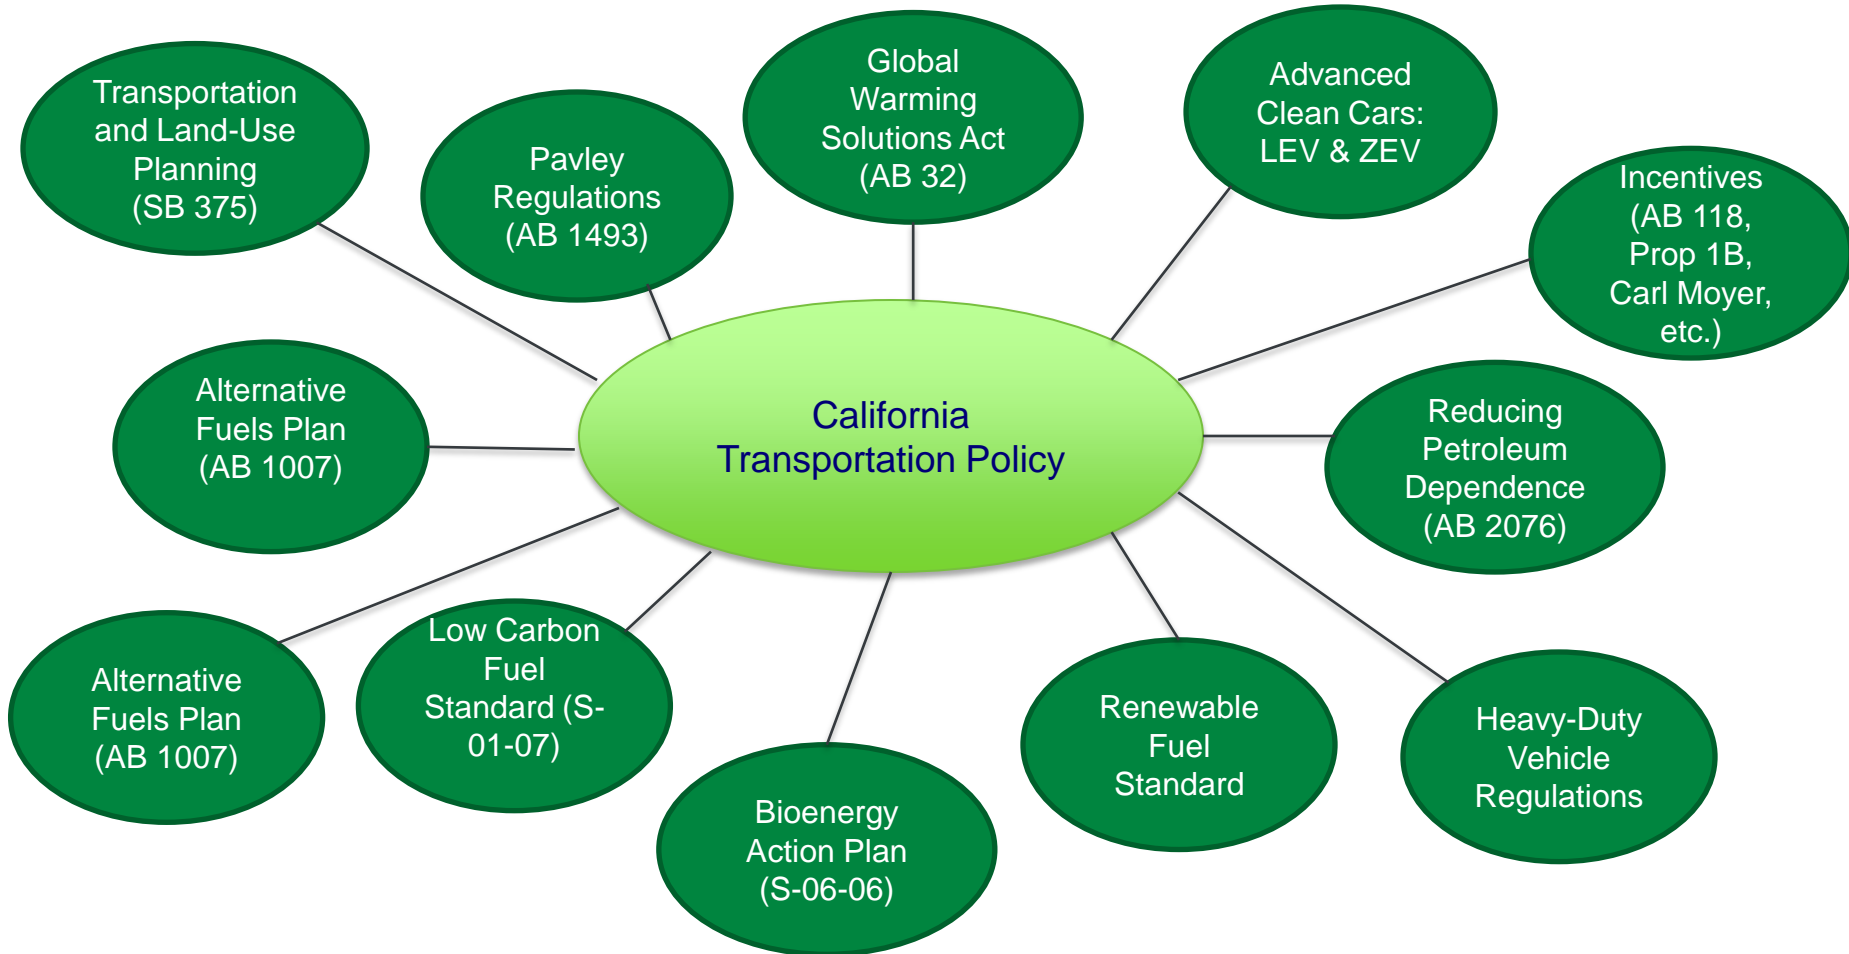 Transportation
and Land-Use
Planning
(SB 375)
Pavley
Regulations
(AB 1493)
Global
Warming
Solutions Act
(AB 32)
Advanced
Clean Cars:
LEV & ZEV
Incentives
(AB 118,
Prop 1B,
Carl Moyer,
etc.)
Alternative
Fuels Plan
(AB 1007)
California
Transportation Policy
Reducing
Petroleum
Dependence
(AB 2076)
Alternative
Fuels Plan
(AB 1007)
Low Carbon
Fuel
Standard (S-
01-07)
Bioenergy
Action Plan
(S-06-06)
Renewable
Fuel
Standard
Heavy-Duty
Vehicle
Regulations